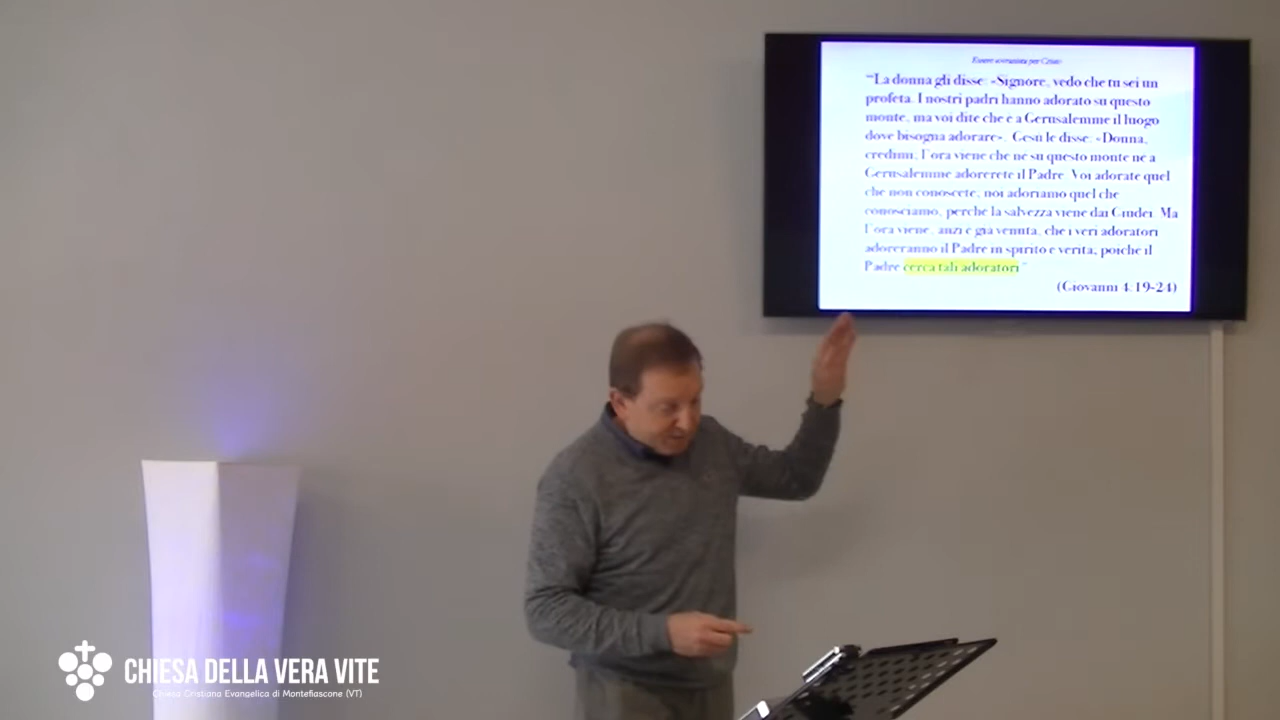 Essere entusiasta per Cristo
“La donna gli disse: «Signore, vedo che tu sei un
profeta. I nostri padri hanno adorato su questo
monte, ma voi dite che è a Gerusalemme il luogo
dove bisogna adorare». Gesù le disse: «Donna,
credimi, l'ora viene che né su questo monte né a
Gerusalemme adorerete il Padre. Voi adorate quel
che non conoscete, noi adoriamo quel che
conosciamo, perché la salvezza viene dai Giudei. Ma
l'ora viene, anzi è già venuta, che i veri adoratori
adoreranno il Padre in spirito e verità, poiché il
Padre cerca tali adoratori”
(Giovanni 4:19-24)
CHIESA DELLA VERA VITE
Chiesa Cristiana Evangelica di Montefiascone (VT)